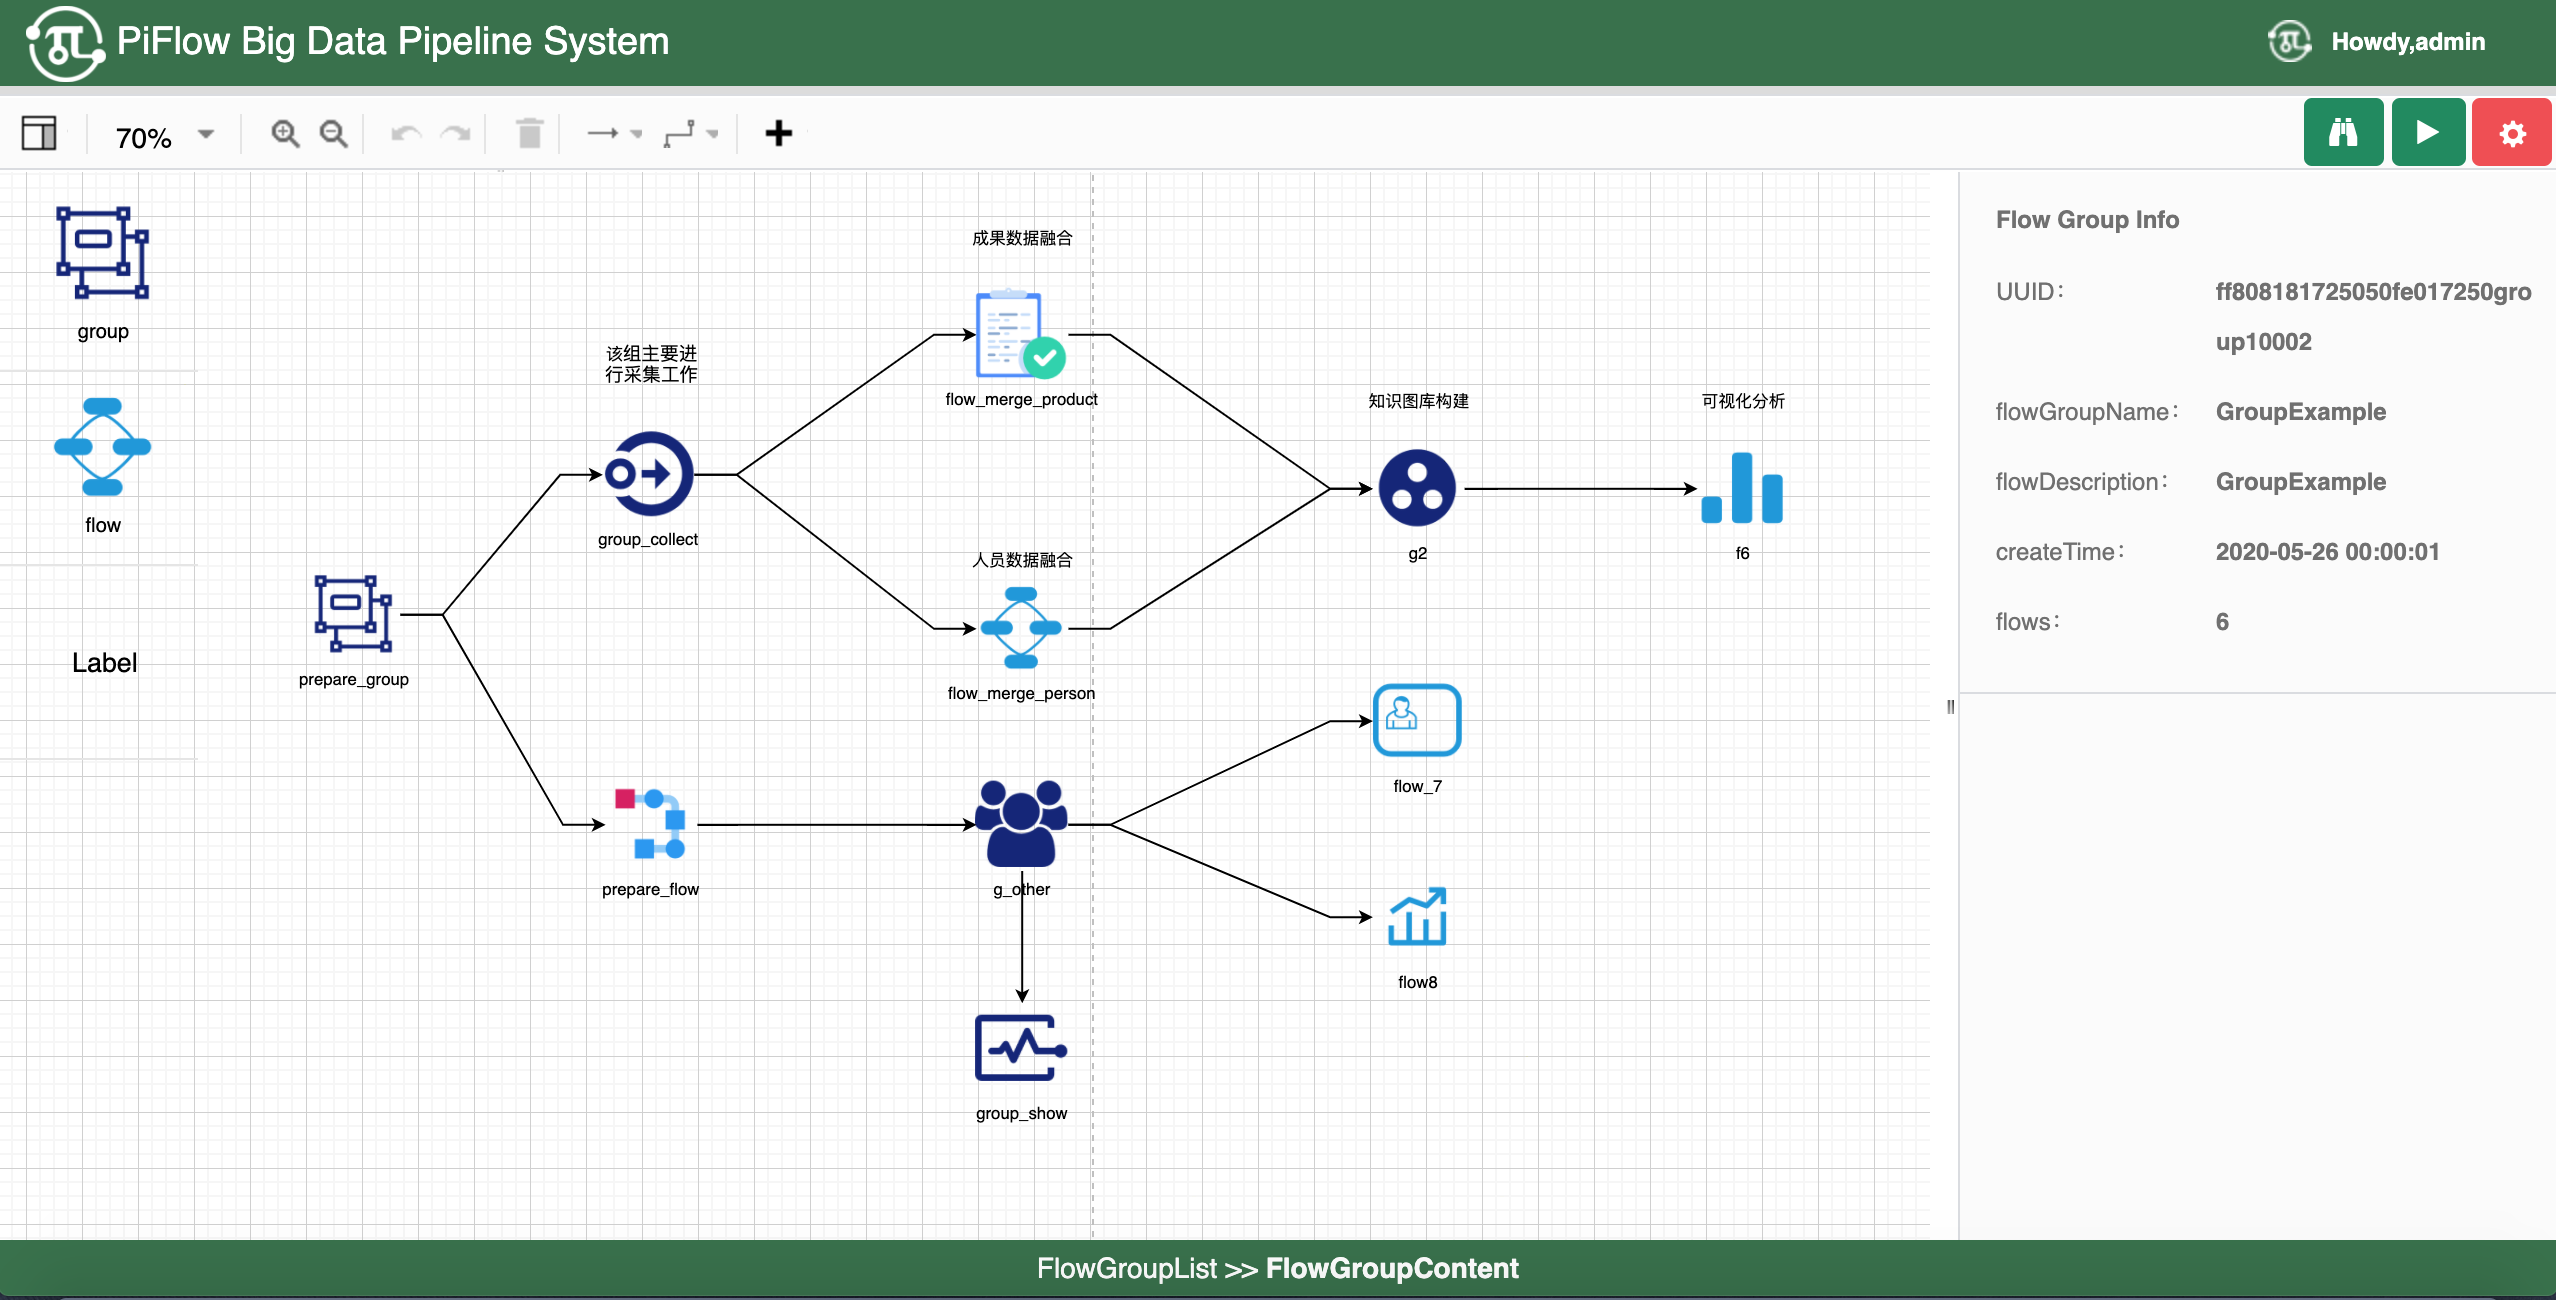 PiFlow Big Data Pipeline System
Howdy,admin
70%
group
flow
Label
成果数据融合
flow_merge_product
该组主要进
行采集工作
group_collect
知识图库构建
g2
可视化分析
f6
人员数据融合
flow_merge_person
prepare_group
flow_7
prepare_flow
g_other
flow8
group_show
Flow Group Info
UUID： ff808181725050fe017250gro
up10002
flowGroupName： GroupExample
flowDescription： GroupExample
createTime： 2020-05-26 00:00:01
flows： 6
FlowGroupList >> FlowGroupContent